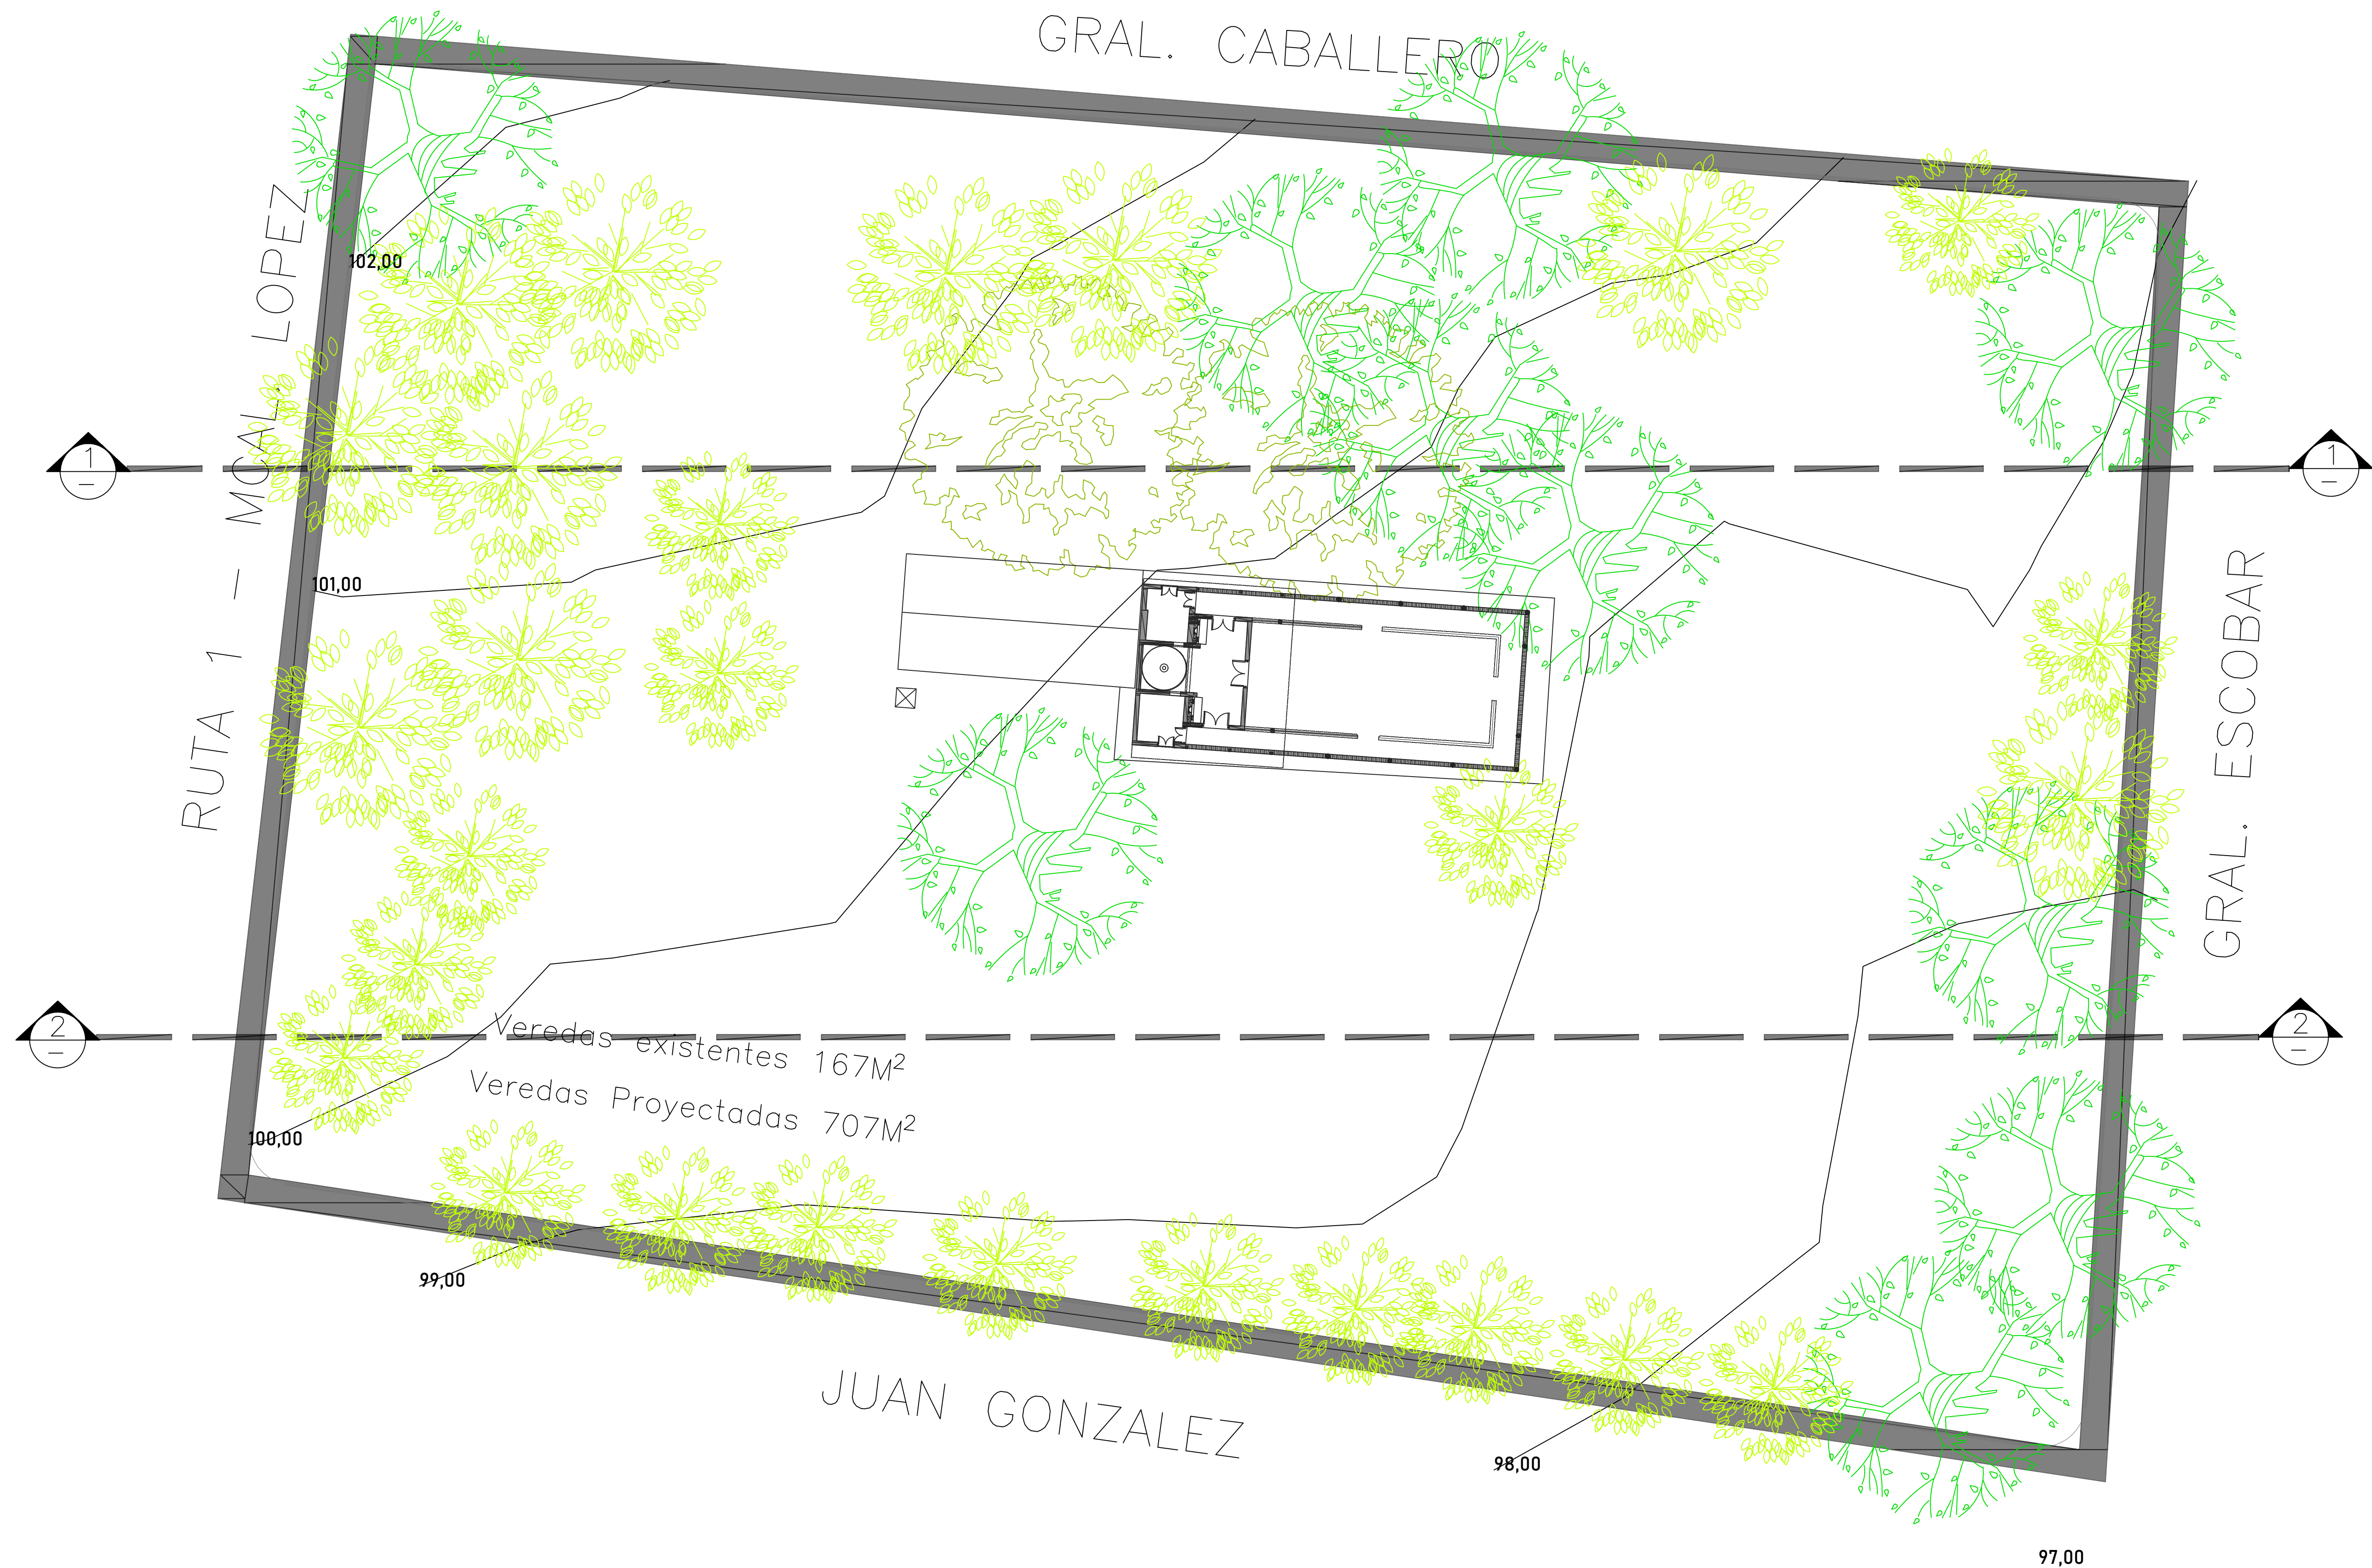 GRAL. CABALLERO
RUTA 1 - MCAL. LOPEZ
102,00
1
-
1
-
101,00
GRAL. ESCOBAR
2
-
2
-
Veredas existentes 167M²
Veredas Proyectadas 707M²
100,00
99,00
JUAN GONZALEZ
98,00
97,00